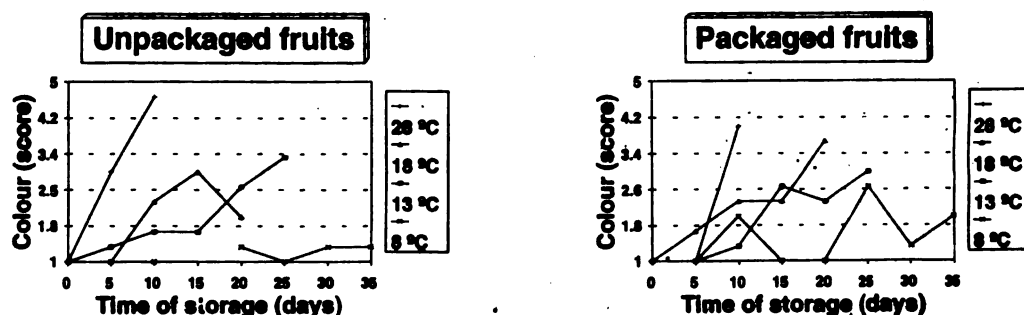 Unpackaged fruits
Colour (score)
5
4.2
3.4
2.6
1.8
1
0 5 10 15 20 25 30 35
Time of storage (days)
28 ºC
18 ºC
13 ºC
8 ºC
Packaged fruits
Colour (score)
5
4.2
3.4
2.6
1.8
1
0 5 10 15 20 25 30 35
Time of storage (days)
28 ºC
18 ºC
13 ºC
8 ºC